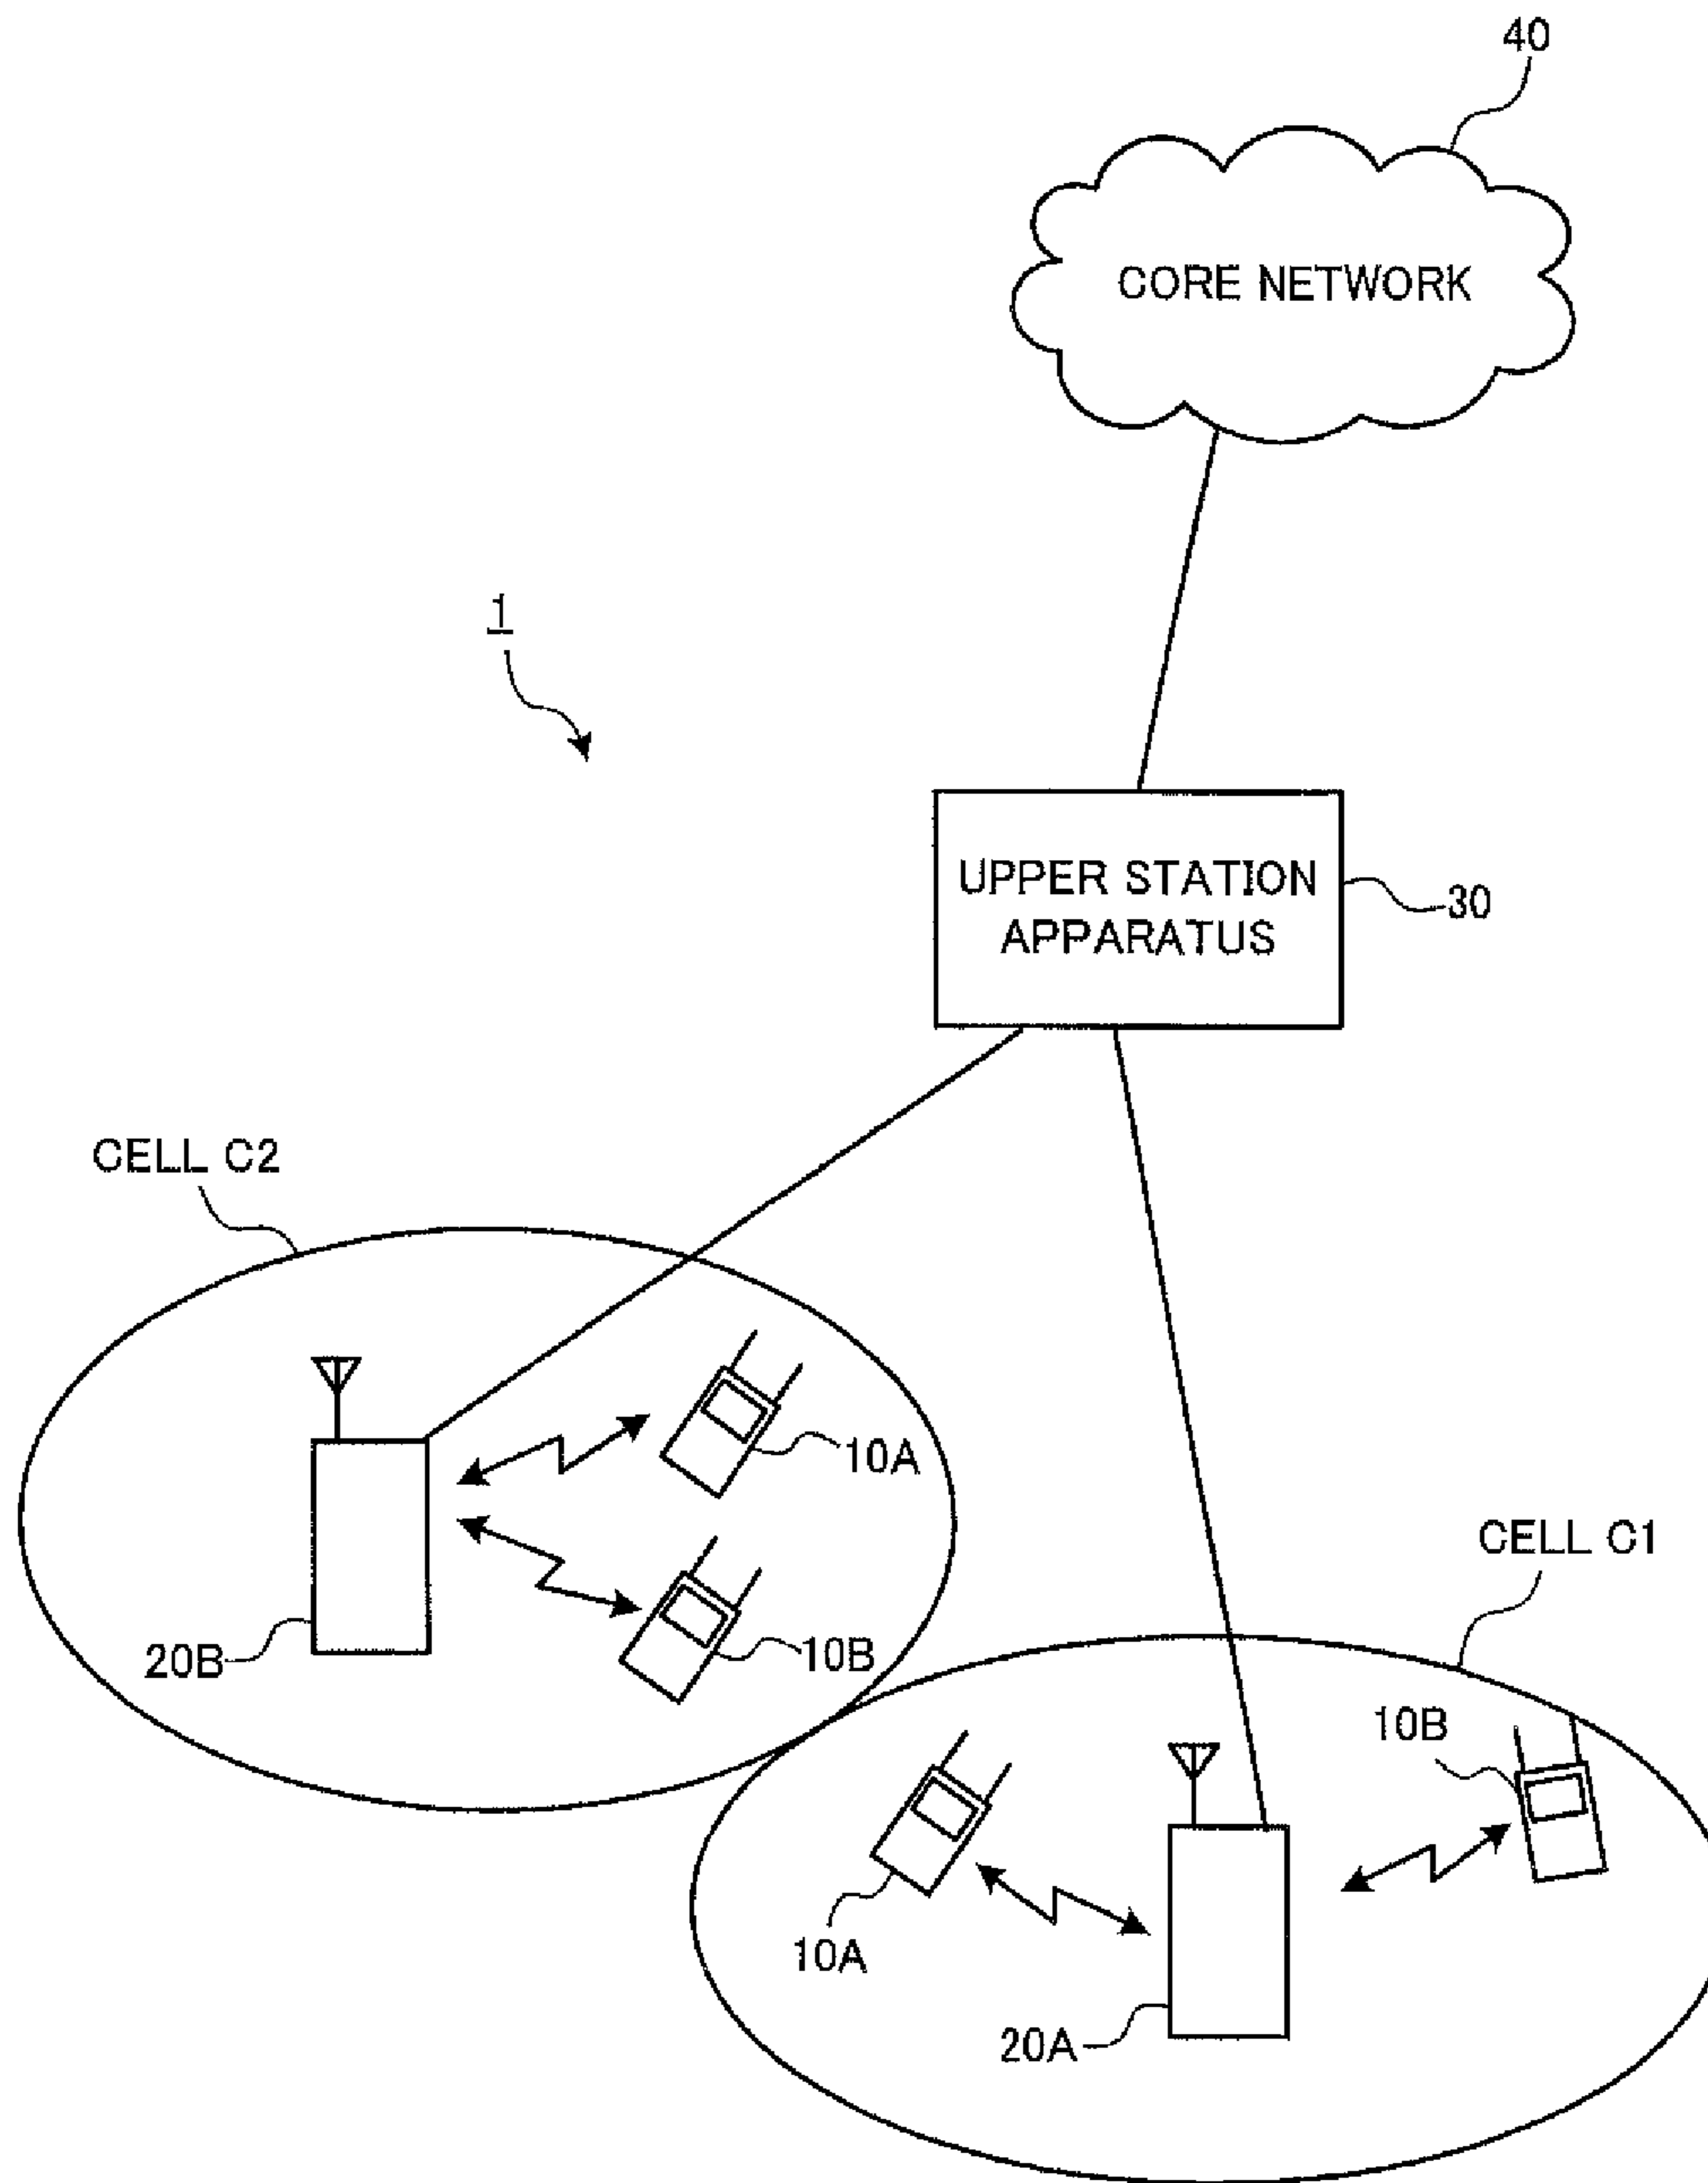 40
CORE NETWORK
1
UPPER STATION
APPARATUS
30
CELL C2
10A
CELL C1
20B
10B
10B
10A
20A